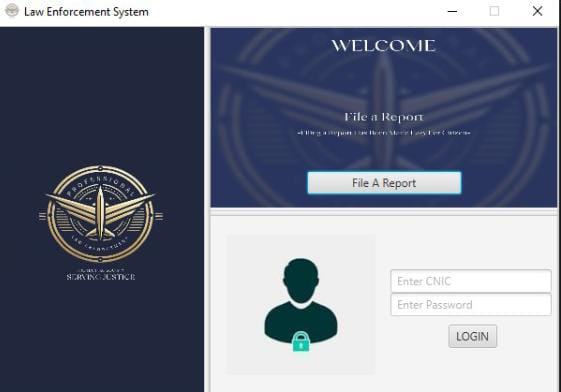 Law Enforcement System
WELCOME
File a Report
Filing a Report Has Been Made Easy For Citizens
File A Report
PROFESSIONAL
LAW ENFORCEMENT
SERVING JUSTICE
Enter CNIC
Enter Password
LOGIN